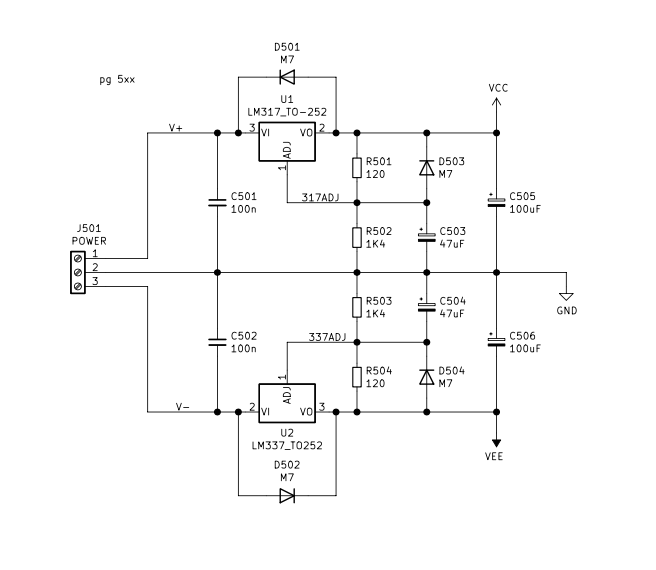 pg 5xx
D501
M7
VCC
U1
LM317_TO-252
V+
3
VI
VO
2
ADJ
1
R501
120
D503
M7
317ADJ
C501
100n
C505
100uF
R502
1K4
C503
47uF
J501
POWER
1
2
3
GND
R503
1K4
C504
47uF
C502
100n
337ADJ
C506
100uF
1
ADJ
R504
120
D504
M7
V-
2
VI
VO
3
U2
LM337_TO252
VEE
D502
M7